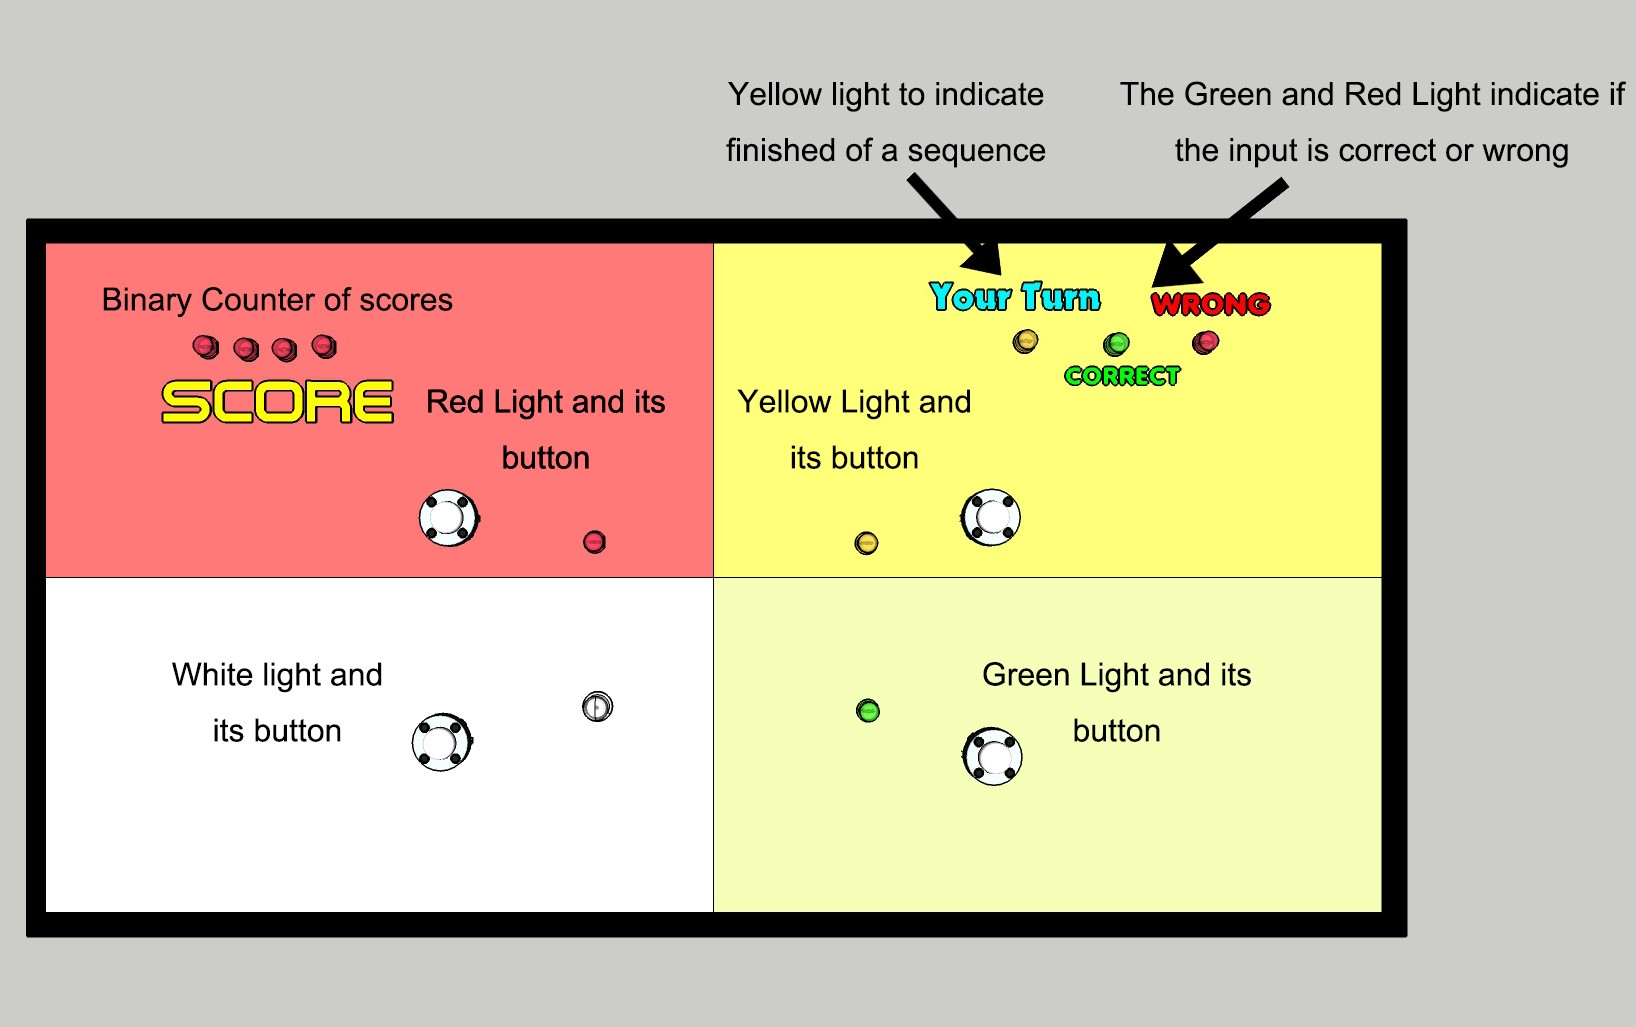 Yellow light to indicate
finished of a sequence
The Green and Red Light indicate if
the input is correct or wrong
Binary Counter of scores
SCORE
Red Light and its
button
Your Turn
WRONG
CORRECT
Yellow Light and
its button
White light and
its button
Green Light and its
button